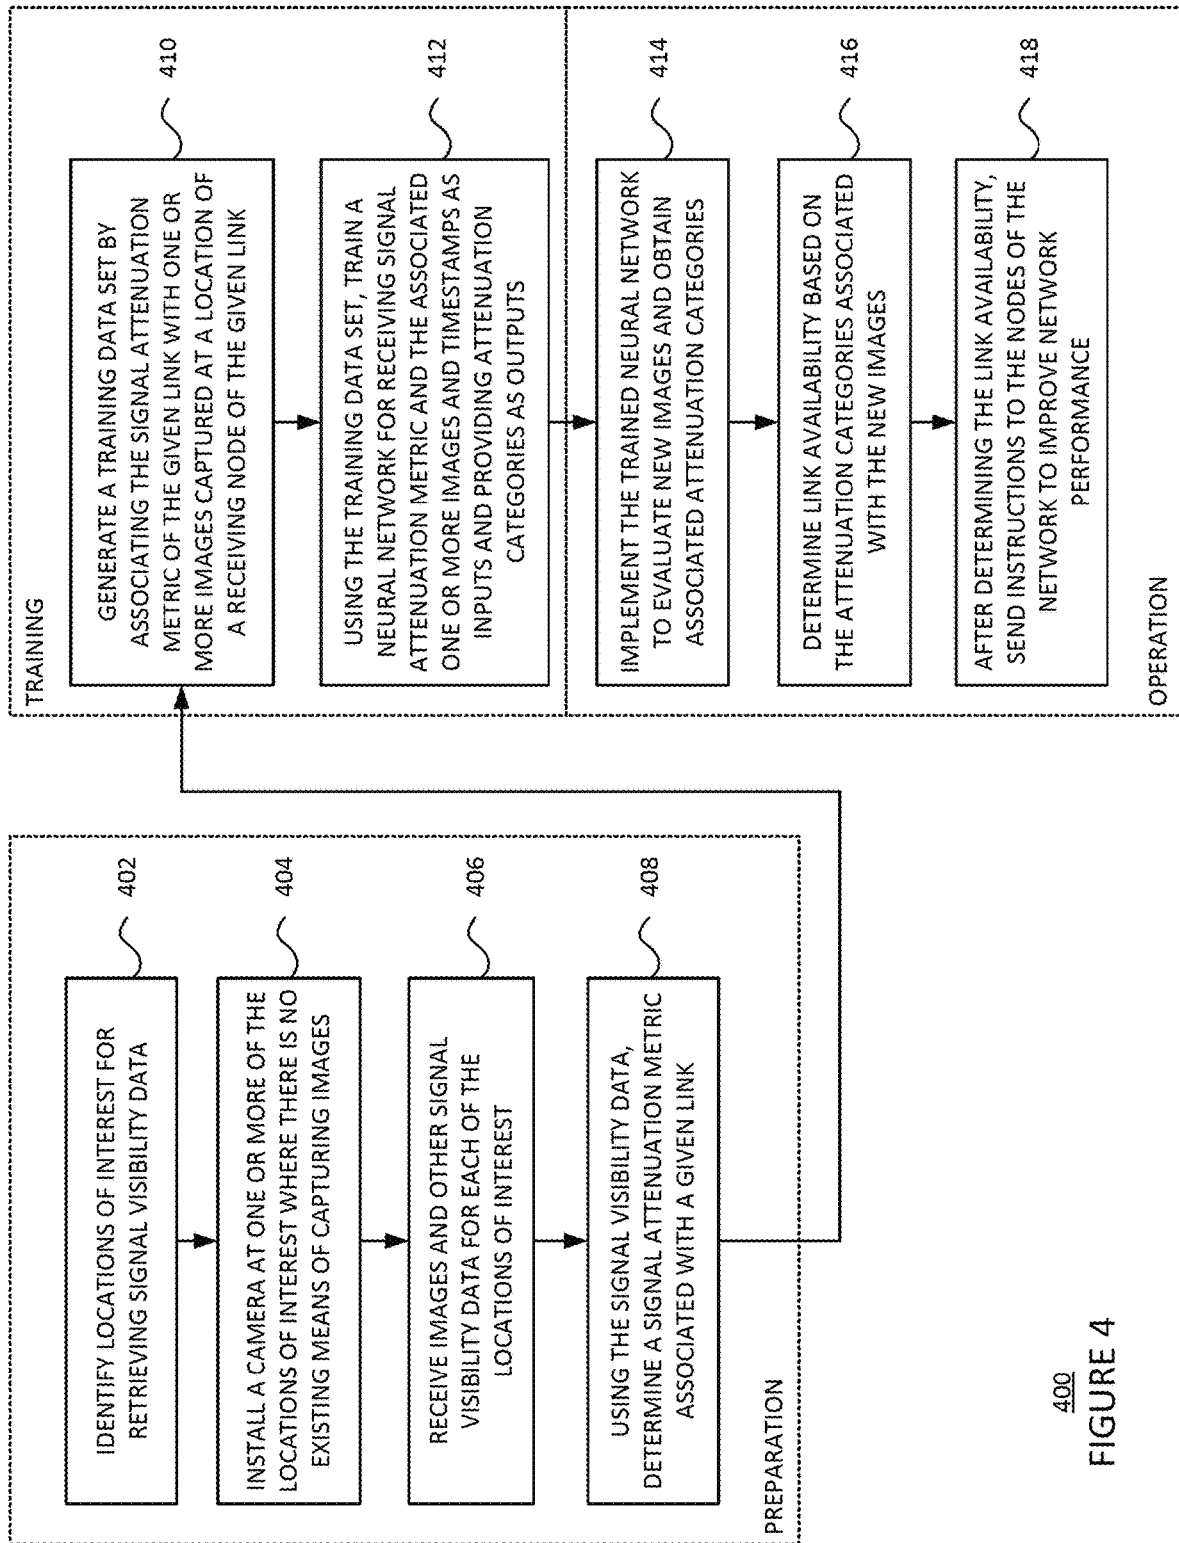 PREPARATION
IDENTIFY LOCATIONS OF INTEREST FOR
RETRIEVING SIGNAL VISIBILITY DATA
402
INSTALL A CAMERA AT ONE OR MORE OF THE
LOCATIONS OF INTEREST WHERE THERE IS NO
EXISTING MEANS OF CAPTURING IMAGES
404
RECEIVE IMAGES AND OTHER SIGNAL
VISIBILITY DATA FOR EACH OF THE
LOCATIONS OF INTEREST
406
USING THE SIGNAL VISIBILITY DATA,
DETERMINE A SIGNAL ATTENUATION METRIC
ASSOCIATED WITH A GIVEN LINK
408
TRAINING
GENERATE A TRAINING DATA SET BY
ASSOCIATING THE SIGNAL ATTENUATION
METRIC OF THE GIVEN LINK WITH ONE OR
MORE IMAGES CAPTURED AT A LOCATION OF
A RECEIVING NODE OF THE GIVEN LINK
410
USING THE TRAINING DATA SET, TRAIN A
NEURAL NETWORK FOR RECEIVING SIGNAL
ATTENUATION METRIC AND THE ASSOCIATED
ONE OR MORE IMAGES AND TIMESTAMPS AS
INPUTS AND PROVIDING ATTENUATION
CATEGORIES AS OUTPUTS
412
IMPLEMENT THE TRAINED NEURAL NETWORK
TO EVALUATE NEW IMAGES AND OBTAIN
ASSOCIATED ATTENUATION CATEGORIES
414
DETERMINE LINK AVAILABILITY BASED ON
THE ATTENUATION CATEGORIES ASSOCIATED
WITH THE NEW IMAGES
416
AFTER DETERMINING THE LINK AVAILABILITY,
SEND INSTRUCTIONS TO THE NODES OF THE
NETWORK TO IMPROVE NETWORK
PERFORMANCE
418
OPERATION
400
FIGURE 4